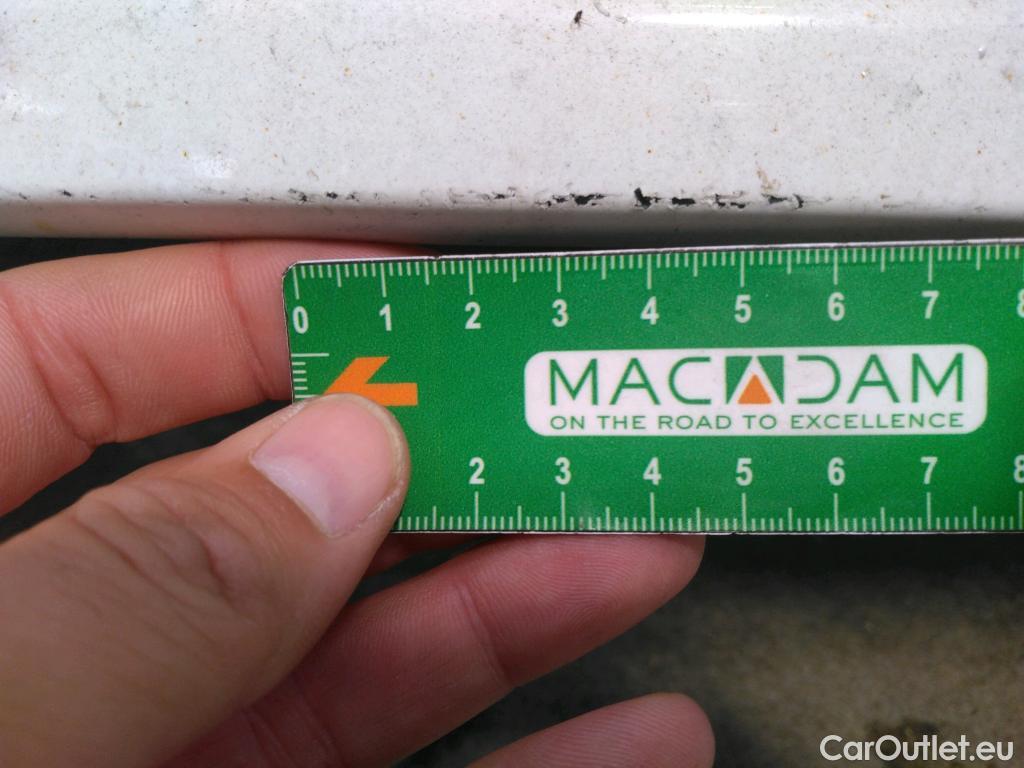 0 1 2 3 4 5 6 7 8
MACADAM
ON THE ROAD TO EXCELLENCE
2 3 4 5 6 7 8
CarOutlet.eu